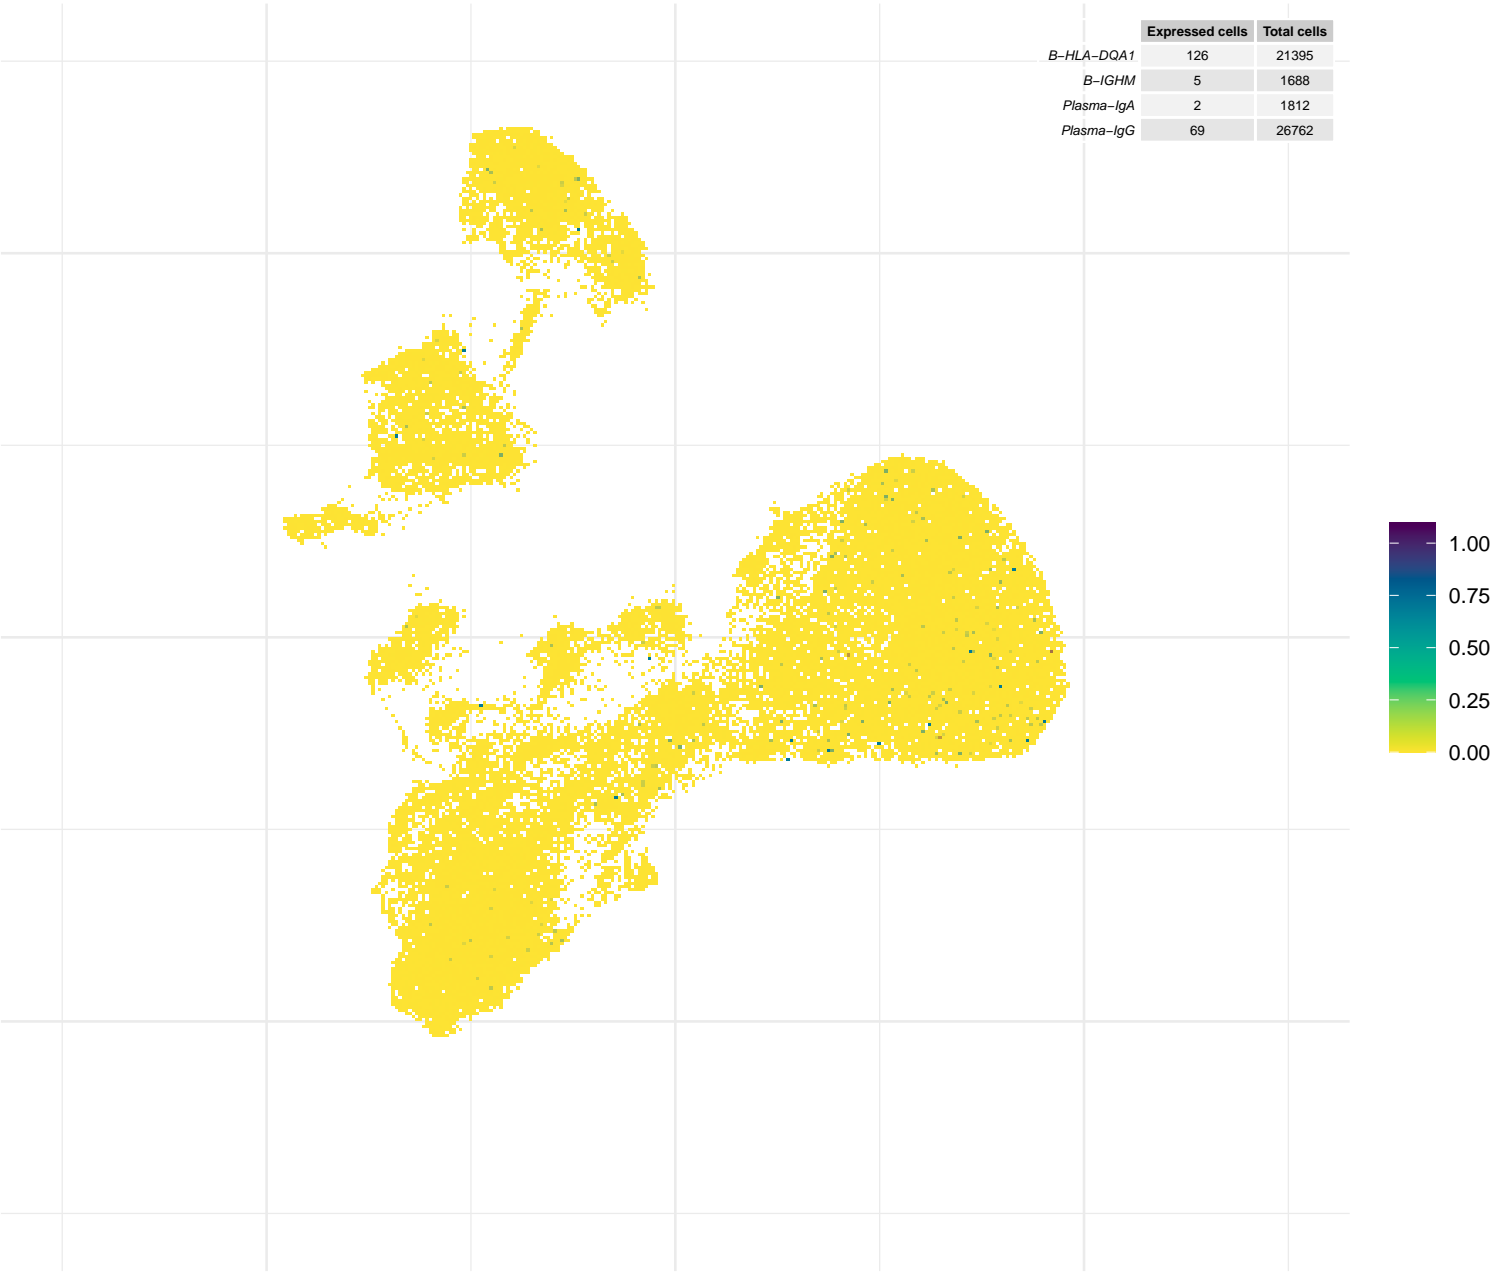 Expressed cells Total cells
B−HLA−DQA1 126 21395
B−IGHM 5 1688
Plasma−IgA 2 1812
Plasma−IgG 69 26762
1.00
0.75
0.50
0.25
0.00